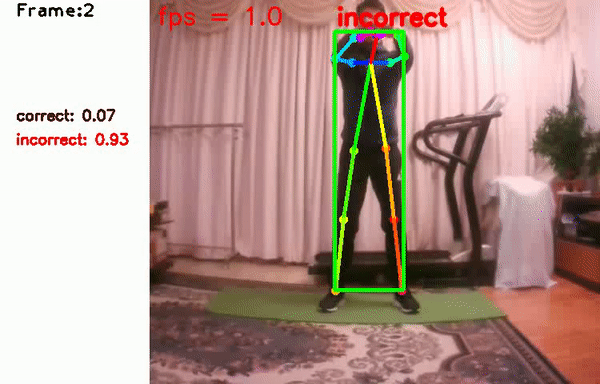 Frame:2
fps = 1.0
incorrect
correct: 0.07
incorrect: 0.93